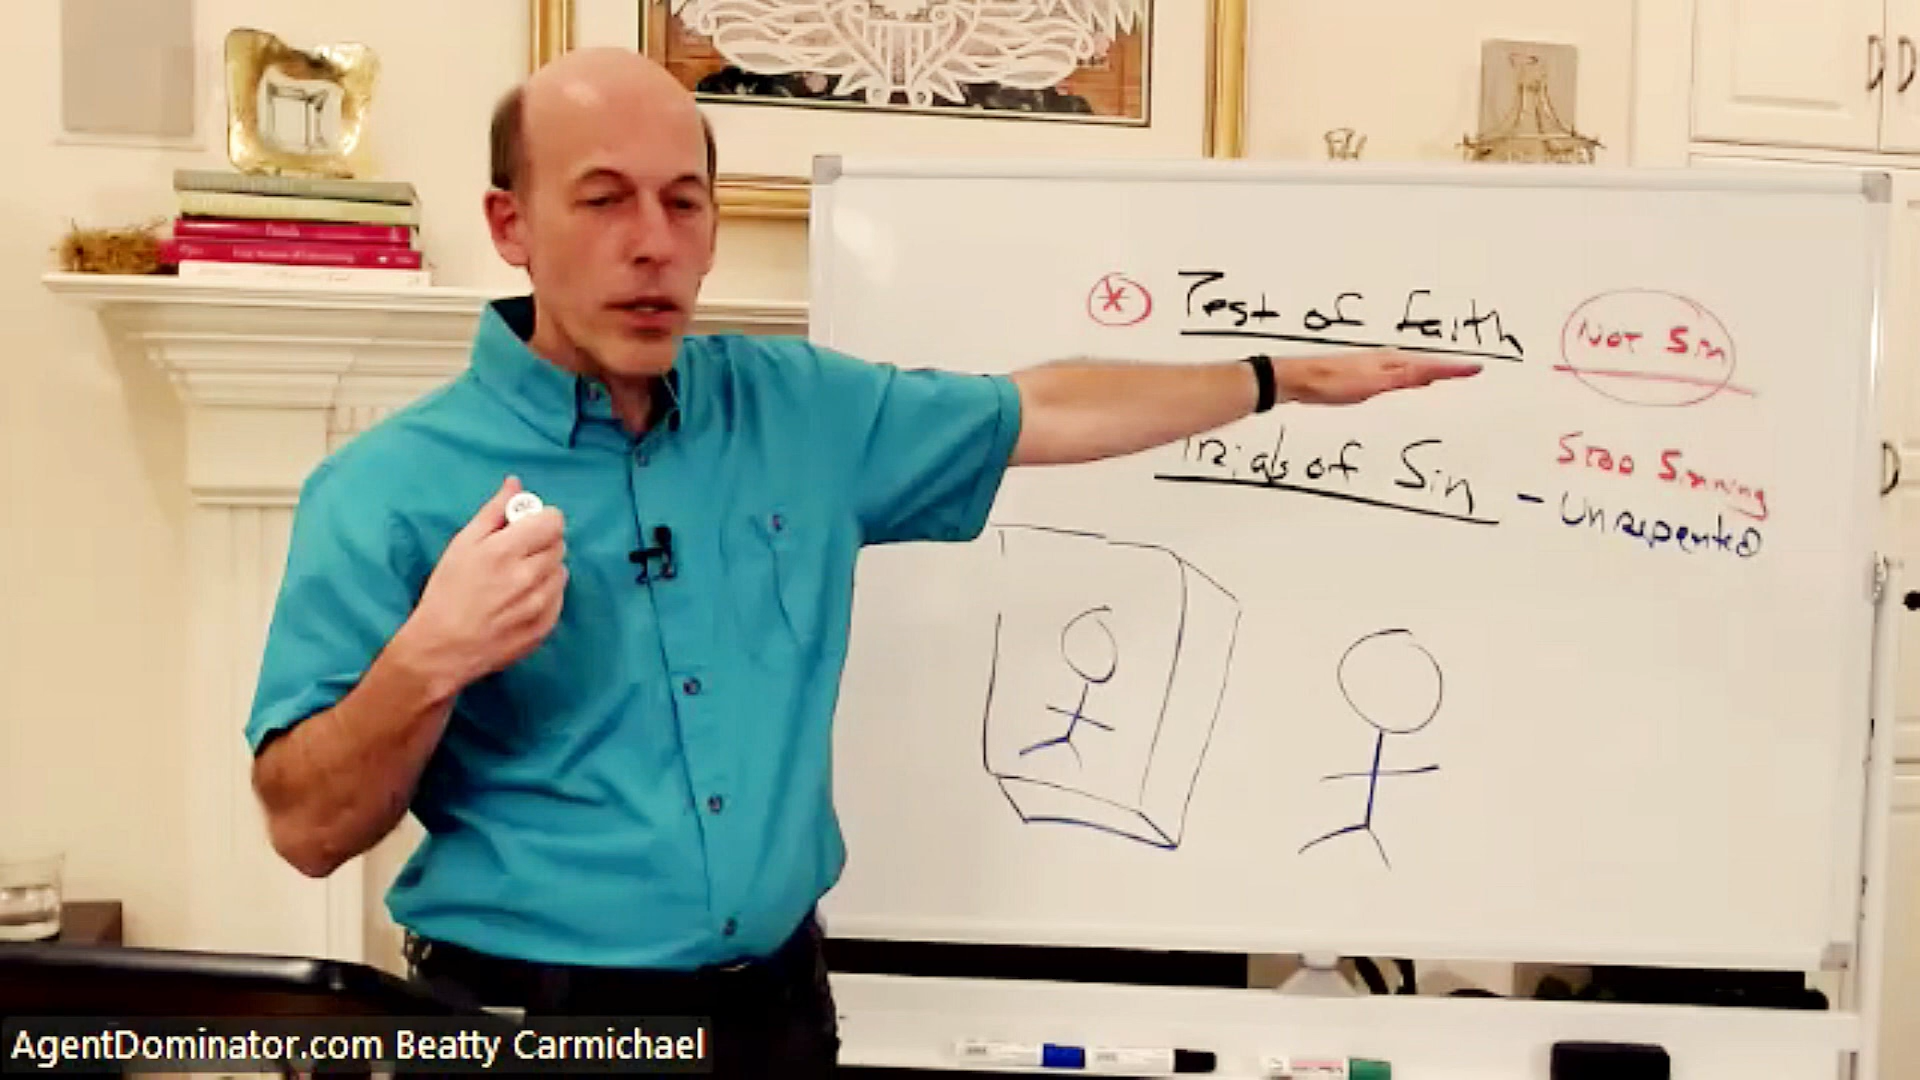 Test of faith
Not Sin
Trials of Sin
Stop Sinning
- Unrepented
AgentDominator.com Beatty Carmichael